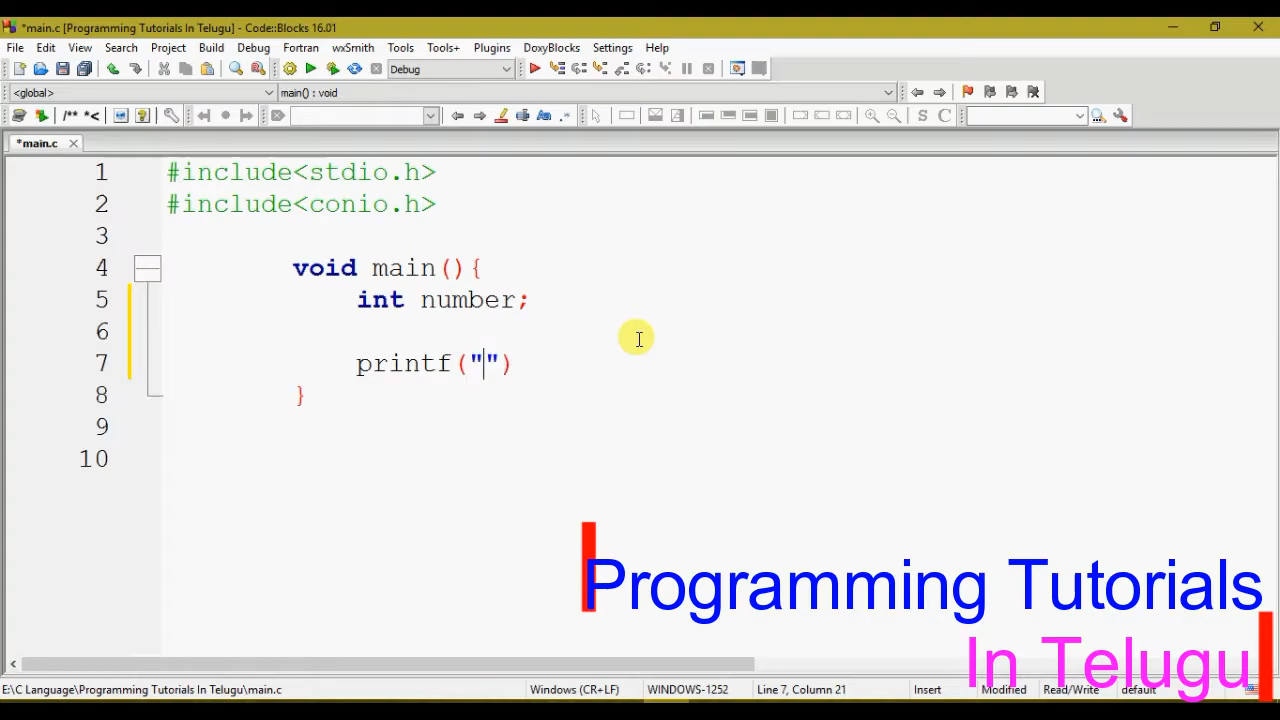 *main.c [Programming Tutorials In Telugu] - Code::Blocks 16.01
File Edit View Search Project Build Debug Fortran wxSmith Tools Tools+ Plugins DoxyBlocks Settings Help
Debug
<global> main() : void
/** *< Aa .* S C
*main.c
1 #include<stdio.h>
2 #include<conio.h>
3
4 void main(){
5 int number;
6
7 printf("")
8 }
9
10
Programming Tutorials
In Telugu
E:\C Language\Programming Tutorials In Telugu\main.c Windows (CR+LF) WINDOWS-1252 Line 7, Column 21 Insert Modified Read/Write default